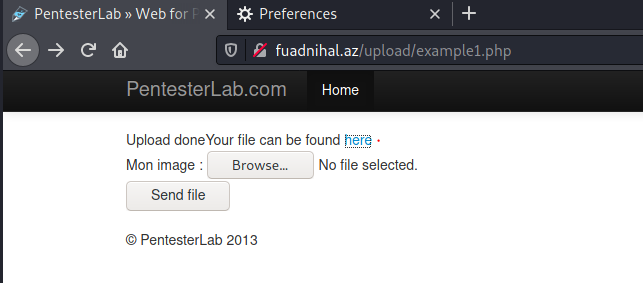 PentesterLab » Web for P
Preferences
fuadnihal.az/upload/example1.php
PentesterLab.com Home
Upload doneYour file can be found here
Mon image : Browse... No file selected.
Send file
© PentesterLab 2013